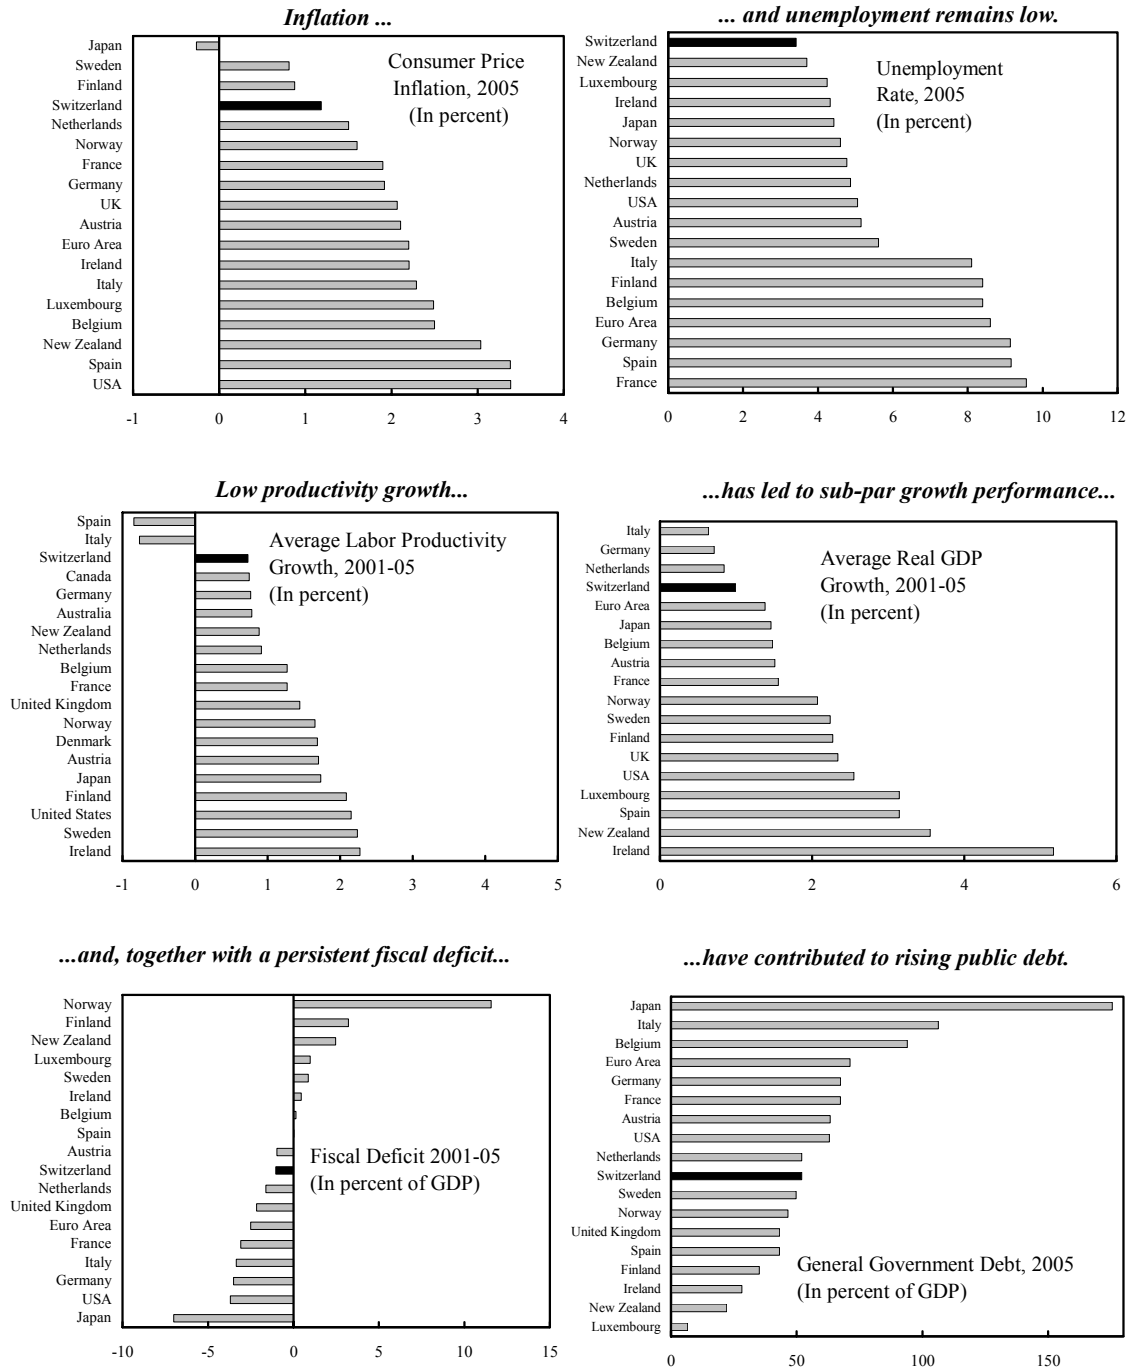 Inflation ...
Japan
Sweden
Finland
Switzerland
Netherlands
Norway
France
Germany
UK
Austria
Euro Area
Ireland
Italy
Luxembourg
Belgium
New Zealand
Spain
USA
Consumer Price
Inflation, 2005
(In percent)
-1 0 1 2 3 4
... and unemployment remains low.
Switzerland
New Zealand
Luxembourg
Ireland
Japan
Norway
UK
Netherlands
USA
Austria
Sweden
Italy
Finland
Belgium
Euro Area
Germany
Spain
France
Unemployment
Rate, 2005
(In percent)
0 2 4 6 8 10 12
Low productivity growth...
Spain
Italy
Switzerland
Canada
Germany
Australia
New Zealand
Netherlands
Belgium
France
United Kingdom
Norway
Denmark
Austria
Japan
Finland
United States
Sweden
Ireland
Average Labor Productivity
Growth, 2001-05
(In percent)
-1 0 1 2 3 4 5
...has led to sub-par growth performance...
Italy
Germany
Netherlands
Switzerland
Euro Area
Japan
Belgium
Austria
France
Norway
Sweden
Finland
UK
USA
Luxembourg
Spain
New Zealand
Ireland
Average Real GDP
Growth, 2001-05
(In percent)
0 2 4 6
...and, together with a persistent fiscal deficit...
Norway
Finland
New Zealand
Luxembourg
Sweden
Ireland
Belgium
Spain
Austria
Switzerland
Netherlands
United Kingdom
Euro Area
France
Italy
Germany
USA
Japan
Fiscal Deficit 2001-05
(In percent of GDP)
-10 -5 0 5 10 15
...have contributed to rising public debt.
Japan
Italy
Belgium
Euro Area
Germany
France
Austria
USA
Netherlands
Switzerland
Sweden
Norway
United Kingdom
Spain
Finland
Ireland
New Zealand
Luxembourg
General Government Debt, 2005
(In percent of GDP)
0 50 100 150